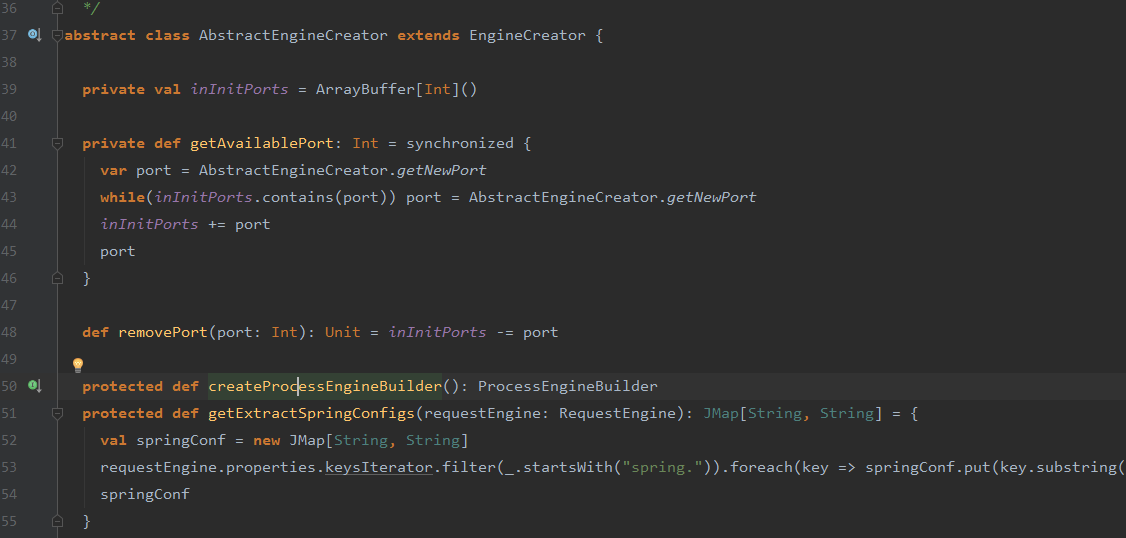 36 */
37 abstract class AbstractEngineCreator extends EngineCreator {
38
39 private val inInitPorts = ArrayBuffer[Int]()
40
41 private def getAvailablePort: Int = synchronized {
42 var port = AbstractEngineCreator.getNewPort
43 while(inInitPorts.contains(port)) port = AbstractEngineCreator.getNewPort
44 inInitPorts += port
45 port
46 }
47
48 def removePort(port: Int): Unit = inInitPorts -= port
49
50 protected def createProcessEngineBuilder(): ProcessEngineBuilder
51 protected def getExtractSpringConfigs(requestEngine: RequestEngine): JMap[String, String] = {
52 val springConf = new JMap[String, String]
53 requestEngine.properties.keysIterator.filter(_.startsWith("spring.")).foreach(key => springConf.put(key.substring(
54 springConf
55 }